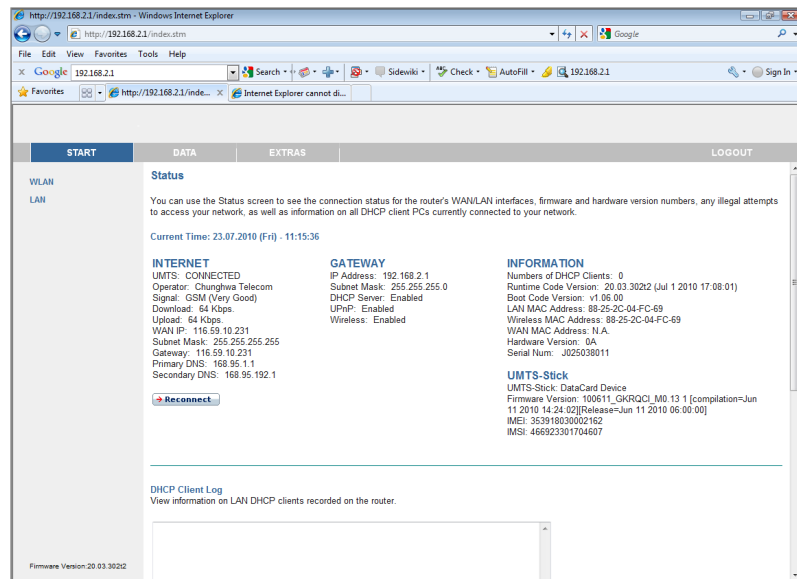 http://192.168.2.1/index.stm - Windows Internet Explorer
http://192.168.2.1/index.stm
Google
File Edit View Favorites Tools Help
x Google 192.168.2.1 Search Sidewiki ABC Check AutoFill 192.168.2.1 Sign In
Favorites http://192.168.2.1/inde... x Internet Explorer cannot di...
START DATA EXTRAS LOGOUT
WLAN
LAN
Status
You can use the Status screen to see the connection status for the router's WAN/LAN interfaces, firmware and hardware version numbers, any illegal attempts
to access your network, as well as information on all DHCP client PCs currently connected to your network.
Current Time: 23.07.2010 (Fri) - 11:15:36
INTERNET
UMTS: CONNECTED
Operator: Chunghwa Telecom
Signal: GSM (Very Good)
Download: 64 Kbps.
Upload: 64 Kbps.
WAN IP: 116.59.10.231
Subnet Mask: 255.255.255.255
Gateway: 116.59.10.231
Primary DNS: 168.95.1.1
Secondary DNS: 168.95.192.1
Reconnect
GATEWAY
IP Address: 192.168.2.1
Subnet Mask: 255.255.255.0
DHCP Server: Enabled
UPnP: Enabled
Wireless: Enabled
INFORMATION
Numbers of DHCP Clients: 0
Runtime Code Version: 20.03.302t2 (Jul 1 2010 17:08:01)
Boot Code Version: v1.06.00
LAN MAC Address: 88-25-2C-04-FC-69
Wireless MAC Address: 88-25-2C-04-FC-69
WAN MAC Address: N.A.
Hardware Version: 0A
Serial Num: J025038011
UMTS-Stick
UMTS-Stick: DataCard Device
Firmware Version: 100611_GKRQCI_M0.13 1 [compilation=Jun
11 2010 14:24:02][Release=Jun 11 2010 06:00:00]
IMEI: 353918030002162
IMSI: 466923301704607
DHCP Client Log
View information on LAN DHCP clients recorded on the router.
Firmware Version:20.03.302t2